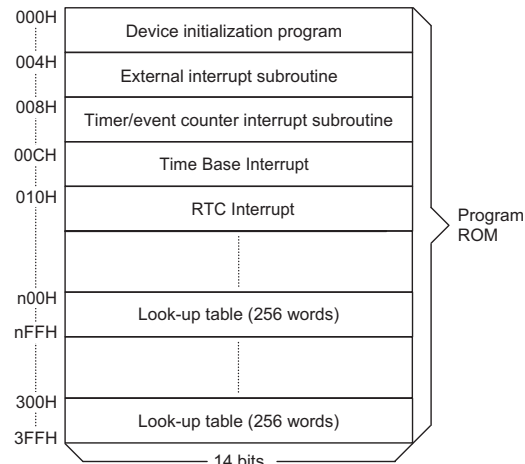 000H
Device initialization program
004H
External interrupt subroutine
008H
Timer/event counter interrupt subroutine
00CH
Time Base Interrupt
010H
RTC Interrupt
Program
ROM
n00H
Look-up table (256 words)
nFFH
300H
Look-up table (256 words)
3FFH
14 bits